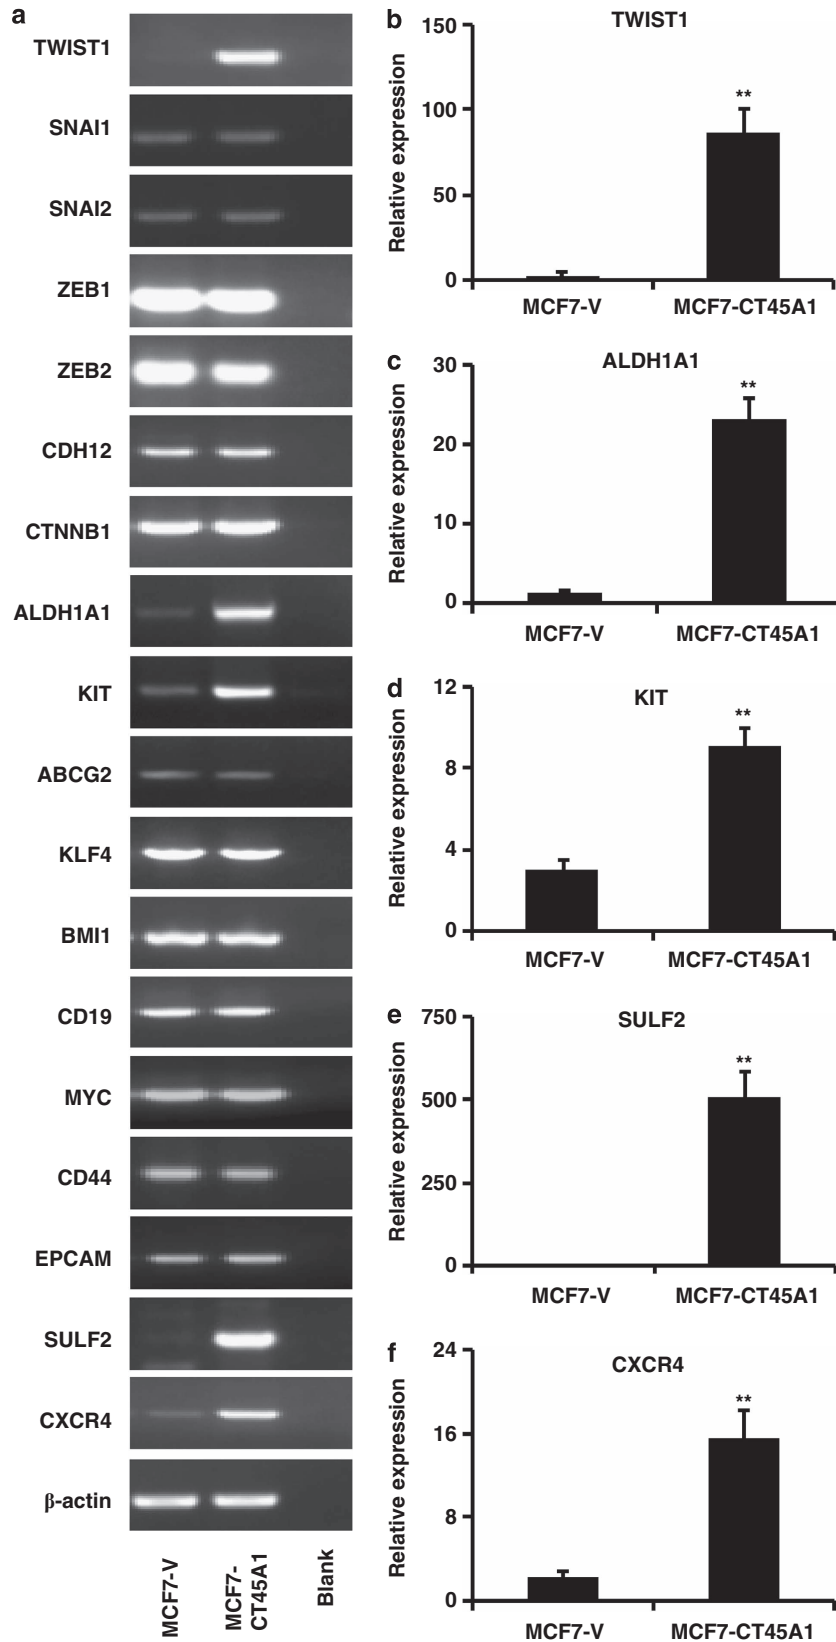 a
TWIST1
SNAI1
SNAI2
ZEB1
ZEB2
CDH12
CTNNB1
ALDH1A1
KIT
ABCG2
KLF4
BMI1
CD19
MYC
CD44
EPCAM
SULF2
CXCR4
β-actin
MCF7-V
MCF7-
CT45A1
Blank
b
TWIST1
Relative expression
150
100
50
0
**
MCF7-V
MCF7-CT45A1
c
ALDH1A1
Relative expression
30
20
10
0
**
MCF7-V
MCF7-CT45A1
d
KIT
Relative expression
12
8
4
0
**
MCF7-V
MCF7-CT45A1
e
SULF2
Relative expression
750
500
250
0
**
MCF7-V
MCF7-CT45A1
f
CXCR4
Relative expression
24
16
8
0
**
MCF7-V
MCF7-CT45A1